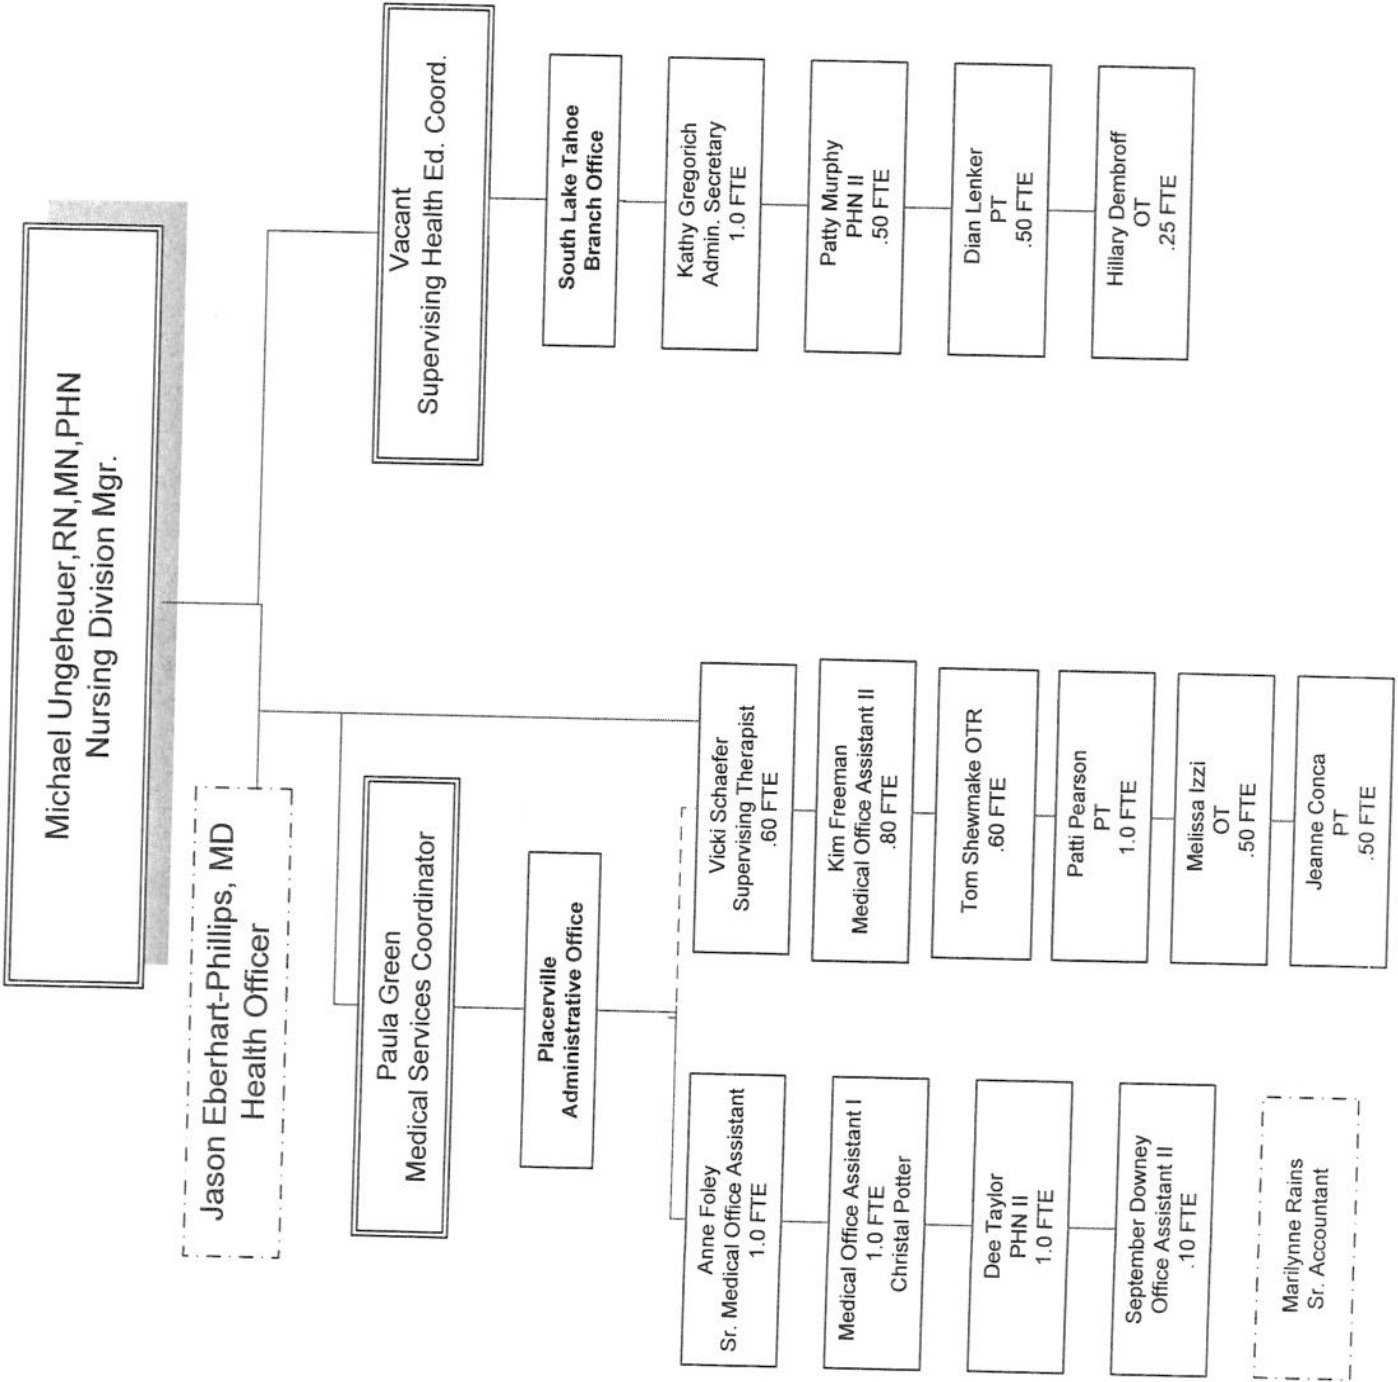 Michael Ungeheuer,RN,MN,PHN
Nursing Division Mgr.
Jason Eberhart-Phillips, MD
Health Officer
Paula Green
Medical Services Coordinator
Vacant
Supervising Health Ed. Coord.
Placerville
Administrative Office
South Lake Tahoe
Branch Office
Anne Foley
Sr. Medical Office Assistant
1.0 FTE
Medical Office Assistant I
1.0 FTE
Christal Potter
Dee Taylor
PHN II
1.0 FTE
September Downey
Office Assistant II
.10 FTE
Marilynne Rains
Sr. Accountant
Vicki Schaefer
Supervising Therapist
.60 FTE
Kim Freeman
Medical Office Assistant II
.80 FTE
Tom Shewmake OTR
.60 FTE
Patti Pearson
PT
1.0 FTE
Melissa Izzi
OT
.50 FTE
Jeanne Conca
PT
.50 FTE
Kathy Gregorich
Admin. Secretary
1.0 FTE
Patty Murphy
PHN II
.50 FTE
Dian Lenker
PT
.50 FTE
Hillary Dembroff
OT
.25 FTE